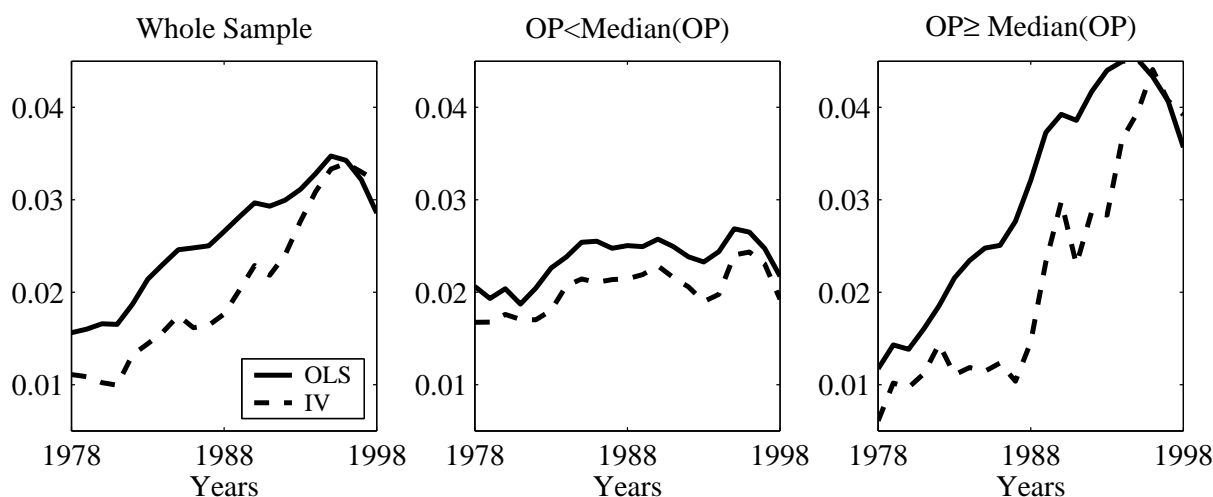 Whole Sample
0.04
0.03
0.02
0.01
OLS
IV
1978 1988 1998
Years
OP<Median(OP)
0.04
0.03
0.02
0.01
1978 1988 1998
Years
OP≥ Median(OP)
0.04
0.03
0.02
0.01
1978 1988 1998
Years